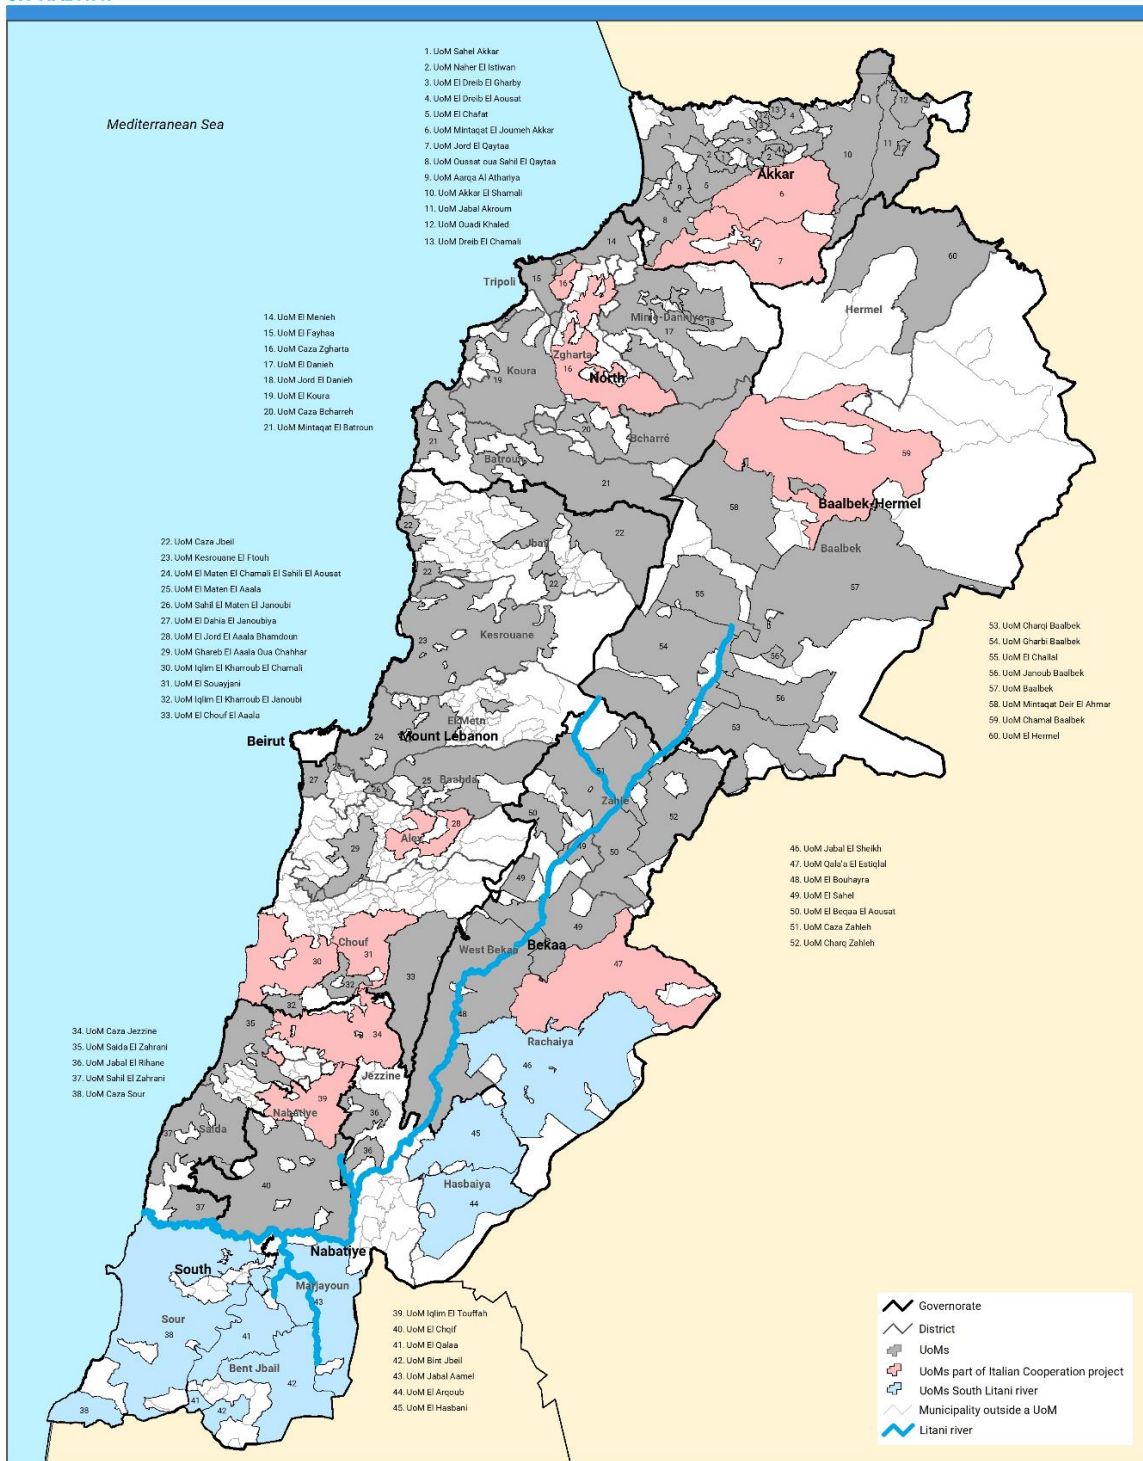 Mediterranean Sea
1. UoM Sahel Akkar
2. UoM Naher El Istiwan
3. UoM El Dreib El Gharby
4. UoM El Dreib El Aousat
5. UoM El Chafat
6. UoM Mintaqat El Joumeh Akkar
7. UoM Jord El Qaytaa
8. UoM Oussat oua Sahil El Qaytaa
9. UoM Aarqa Al Athariya
10. UoM Akkar El Shamali
11. UoM Jabal Akroum
12. UoM Ouadi Khaled
13. UoM Dreib El Chamali
14. UoM El Menieh
15. UoM El Fayhaa
16. UoM Caza Zgharta
17. UoM El Danieh
18. UoM Jord El Danieh
19. UoM El Koura
20. UoM Caza Bcharreh
21. UoM Mintaqat El Batroun
22. UoM Caza Jbeil
23. UoM Kesrouane El Ftouh
24. UoM El Maten El Chamali El Sahili El Aousat
25. UoM El Maten El Aaala
26. UoM Sahil El Maten El Janoubi
27. UoM El Dahia El Janoubiya
28. UoM El Jord El Aaala Bhamdoun
29. UoM Ghareb El Aaala Oua Chahhar
30. UoM Iqlim El Kharroub El Chamali
31. UoM El Souayjani
32. UoM Iqlim El Kharroub El Janoubi
33. UoM El Chouf El Aaala
53. UoM Charqi Baalbek
54. UoM Gharbi Baalbek
55. UoM El Challal
56. UoM Janoub Baalbek
57. UoM Baalbek
58. UoM Mintaqat Deir El Ahmar
59. UoM Chamal Baalbek
60. UoM El Hermel
46. UoM Jabal El Sheikh
47. UoM Qala'a El Estiqlal
48. UoM El Bouhayra
49. UoM El Sahel
50. UoM El Beqaa El Aousat
51. UoM Caza Zahleh
52. UoM Charq Zahleh
34. UoM Caza Jezzine
35. UoM Saida El Zahrani
36. UoM Jabal El Rihane
37. UoM Sahil El Zahrani
38. UoM Caza Sour
39. UoM Iqlim El Touffah
40. UoM El Chqif
41. UoM El Qalaa
42. UoM Bint Jbeil
43. UoM Jabal Aamel
44. UoM El Arqoub
45. UoM El Hasbani
Akkar
Tripoli
Hermel
Minie-Danniye
Zgharta
Koura
North
Bcharré
Batroun
Baalbek-Hermel
Baalbek
Jbail
Kesrouane
El Metn
Mount Lebanon
Beirut
Baabda
Zahle
Aley
Chouf
West Bekaa
Bekaa
Rachaiya
Jezzine
Nabatiye
Saida
Hasbaiya
Nabatiye
South
Marjayoun
Sour
Bent Jbail
Governorate
District
UoMs
UoMs part of Italian Cooperation project
UoMs South Litani river
Municipality outside a UoM
Litani river